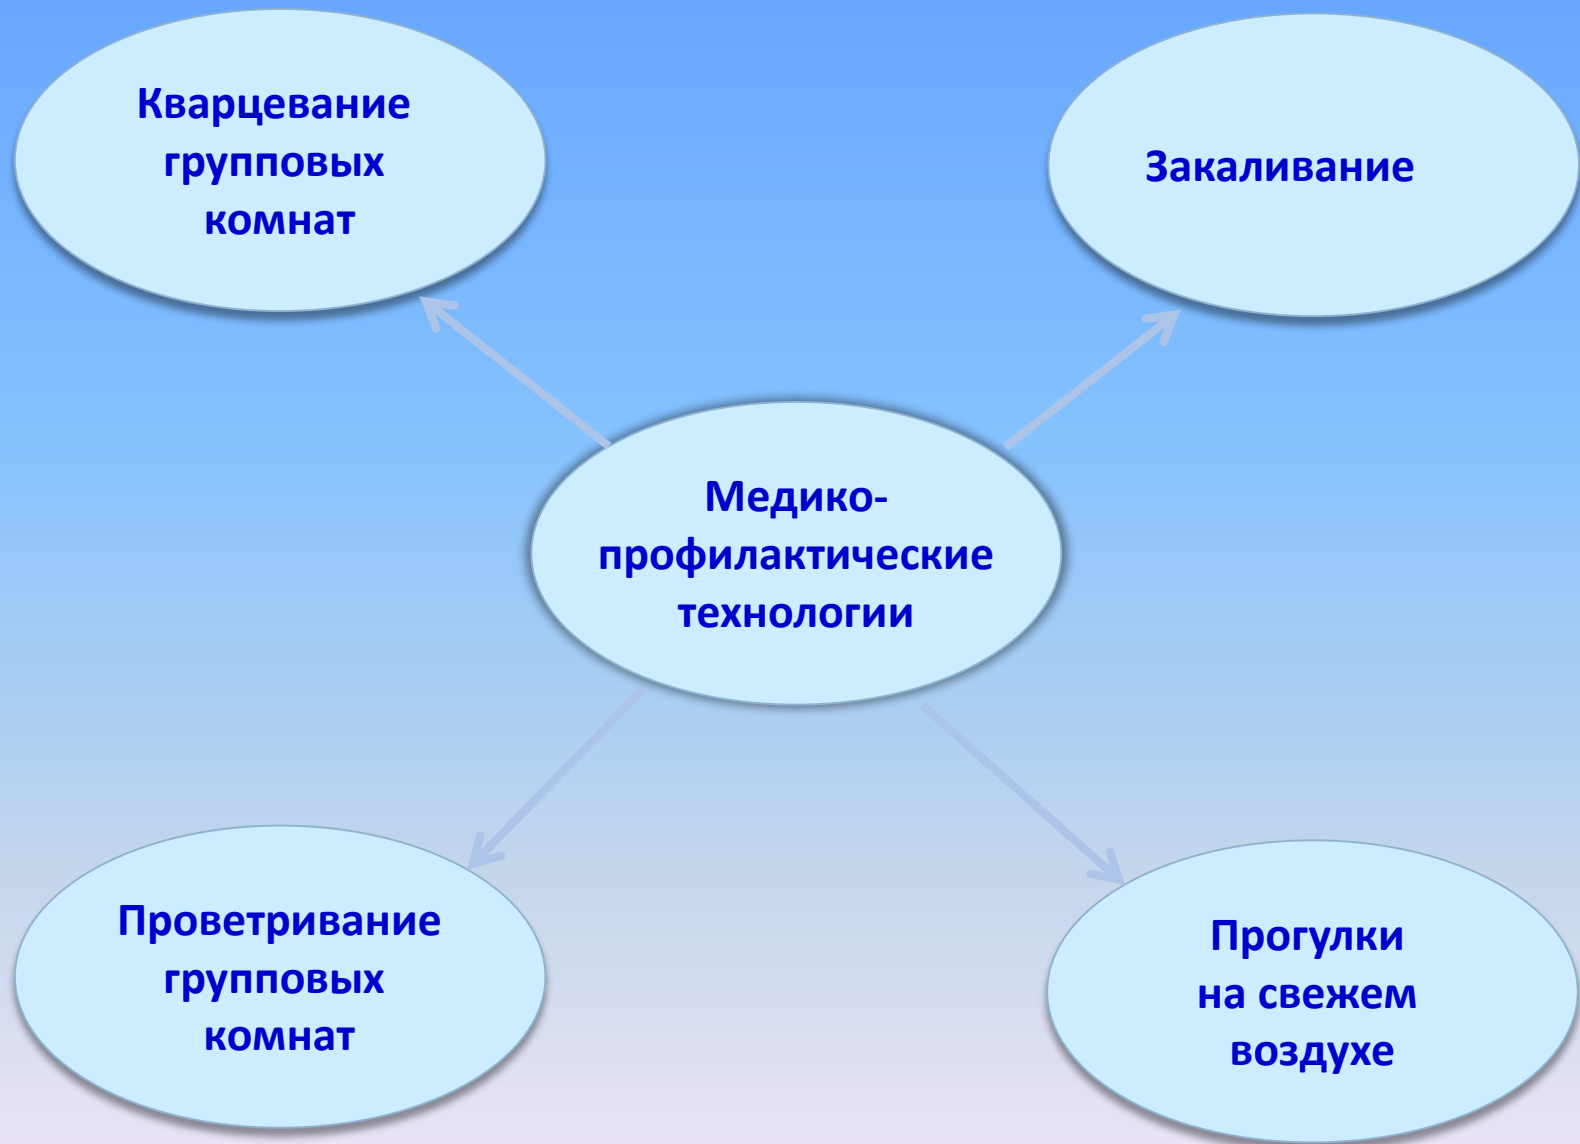 Кварцевание
групповых
комнат
Закаливание
Медико-
профилактические
технологии
Проветривание
групповых
комнат
Прогулки
на свежем
воздухе